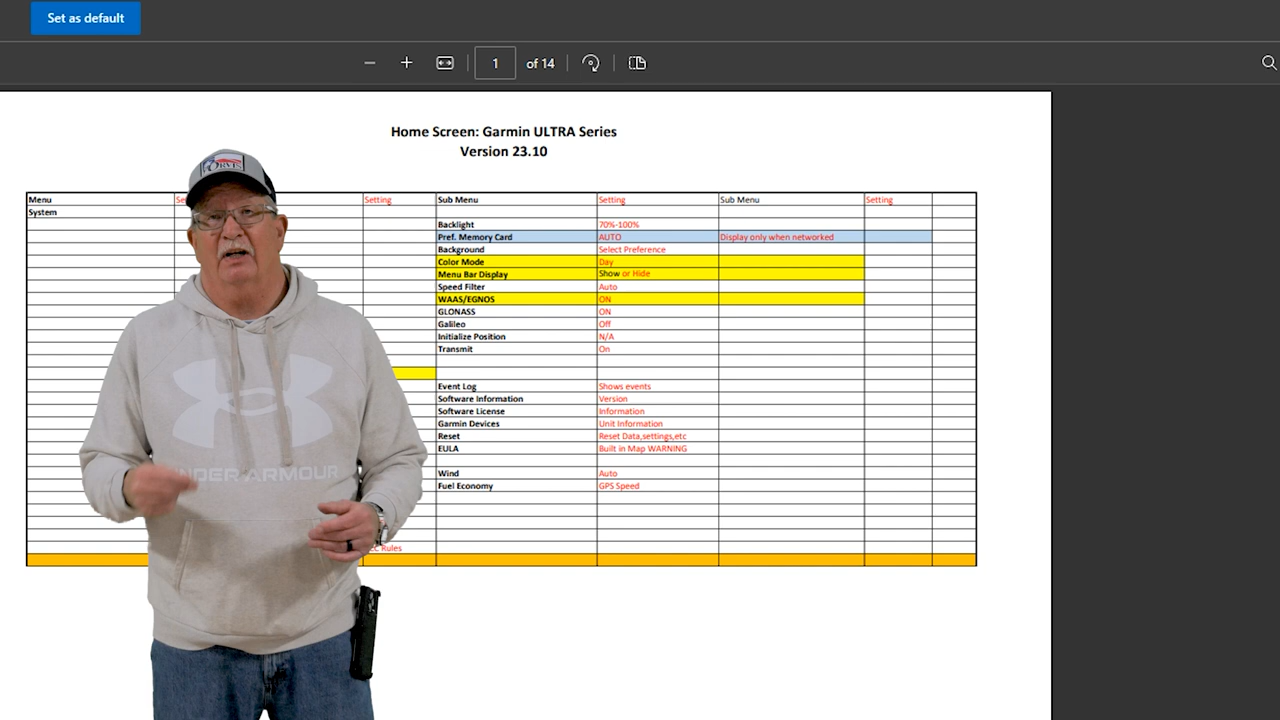 Set as default
1 of 14
Home Screen: Garmin ULTRA Series
Version 23.10
Menu Setting Sub Menu Setting Sub Menu Setting
System
Backlight 70%-100%
Pref. Memory Card AUTO Display only when networked
Background Select Preference
Color Mode Day
Menu Bar Display Show or Hide
Speed Filter Auto
WAAS/EGNOS ON
GLONASS ON
Galileo Off
Initialize Position N/A
Transmit On
Event Log Shows events
Software Information Version
Software License Information
Garmin Devices Unit Information
Reset Reset Data,settings,etc
EULA Built in Map WARNING
Wind Auto
Fuel Economy GPS Speed
Rules
ORVIS
UNDER ARMOUR